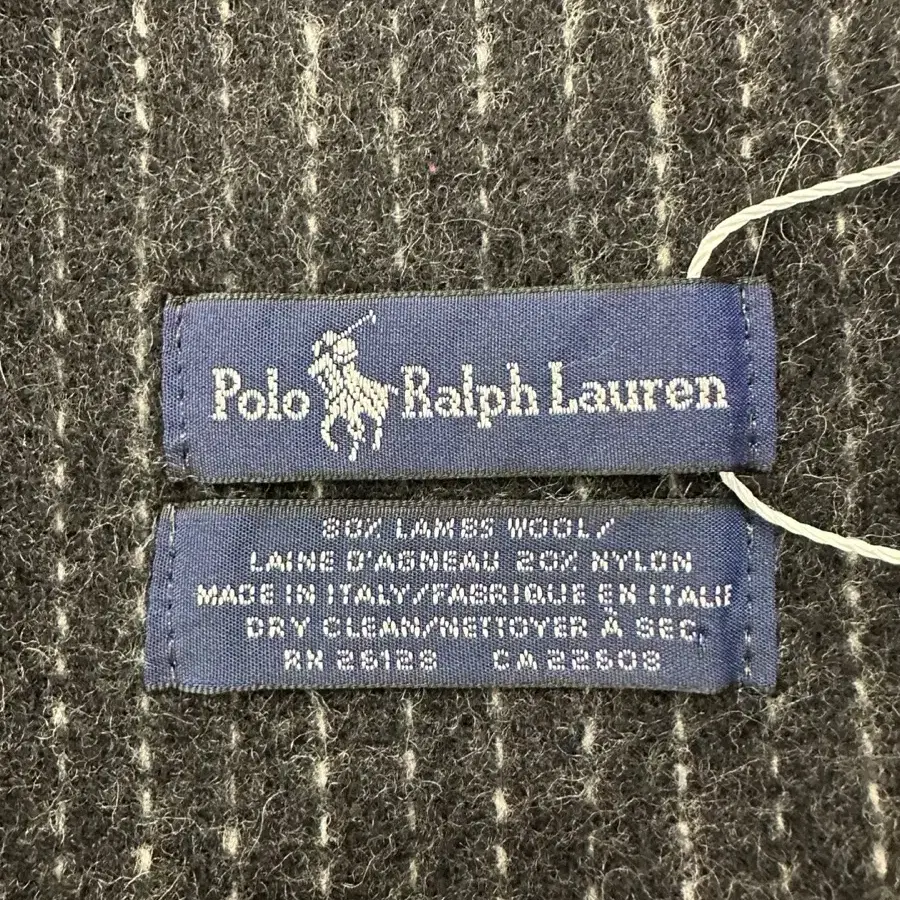 Polo Ralph Lauren
80% LAMBS WOOL/
LAINE D'AGNEAU 20% NYLON
MADE IN ITALY/FABRIQUE EN ITALIE
DRY CLEAN/NETTOYER À SEC
RN 26128 CA 22608